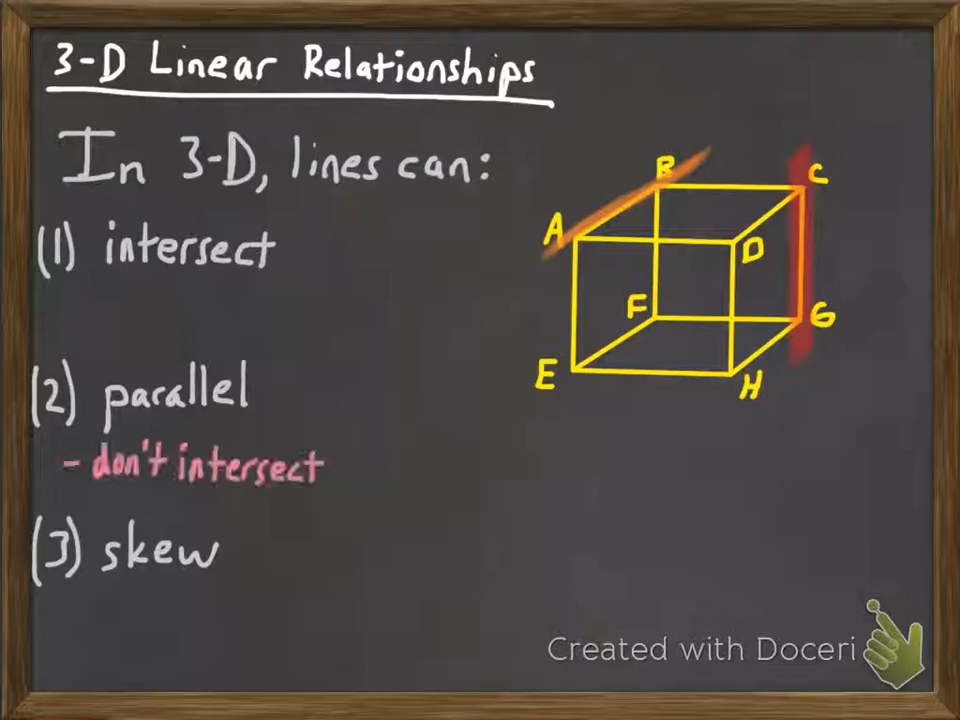 3-D Linear Relationships
In 3-D, lines can:
(1) intersect
(2) parallel
- don't intersect
(3) skew
B
C
A
D
F
G
E
H
Created with Doceri